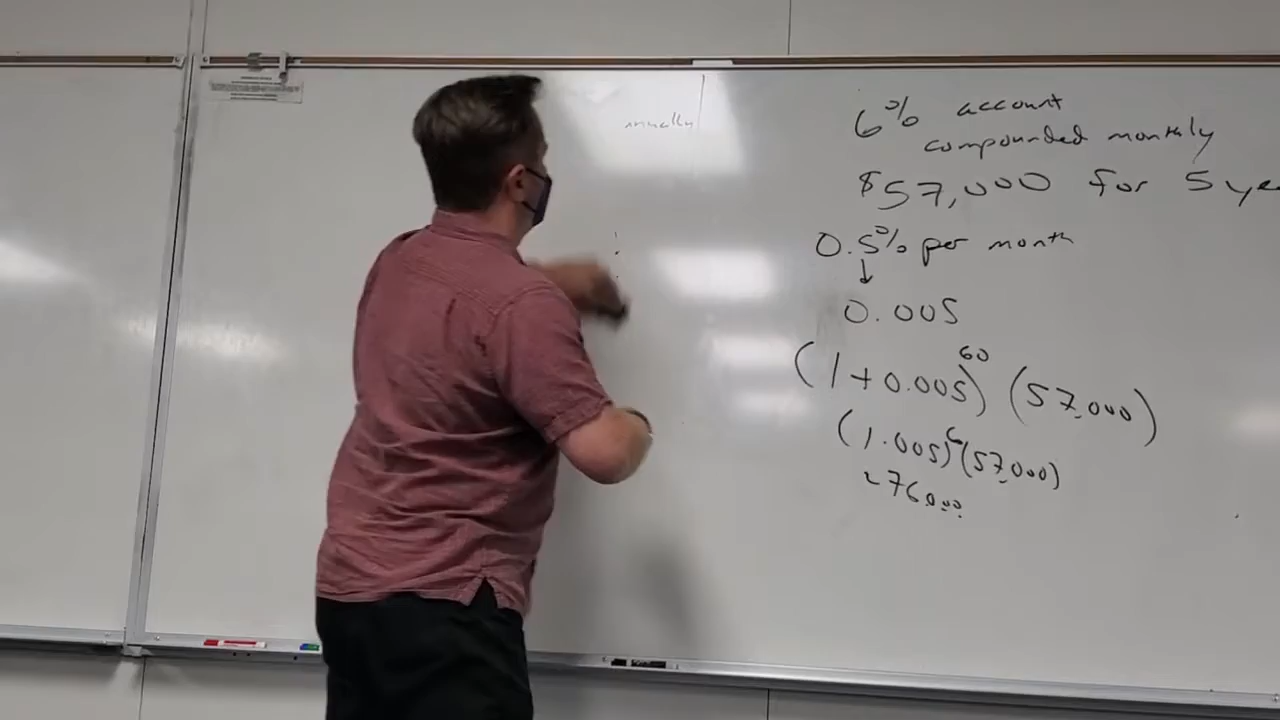 annually
6% account
compounded monthly
$57,000 for 5 ye
0.5% per month
↓
0.005
(1+0.005)^60 (57,000)
(1.005)^6 (57,000)
~76,000